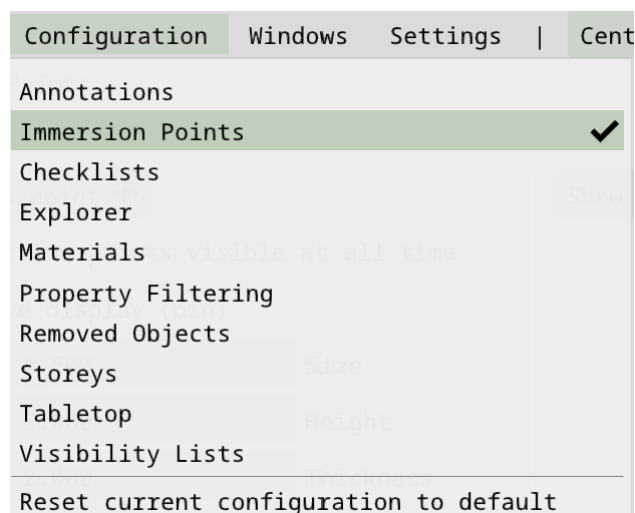 Configuration Windows Settings | Cent
Annotations
Immersion Points
Checklists
Explorer
Materials
Property Filtering
Removed Objects
Storeys
Tabletop
Visibility Lists
Reset current configuration to default